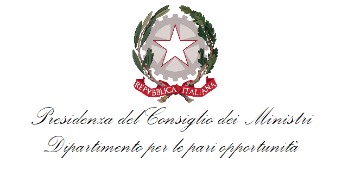 REPVBBLICA ITALIANA
Presidenza del Consiglio dei Ministri
Dipartimento per le pari opportunità